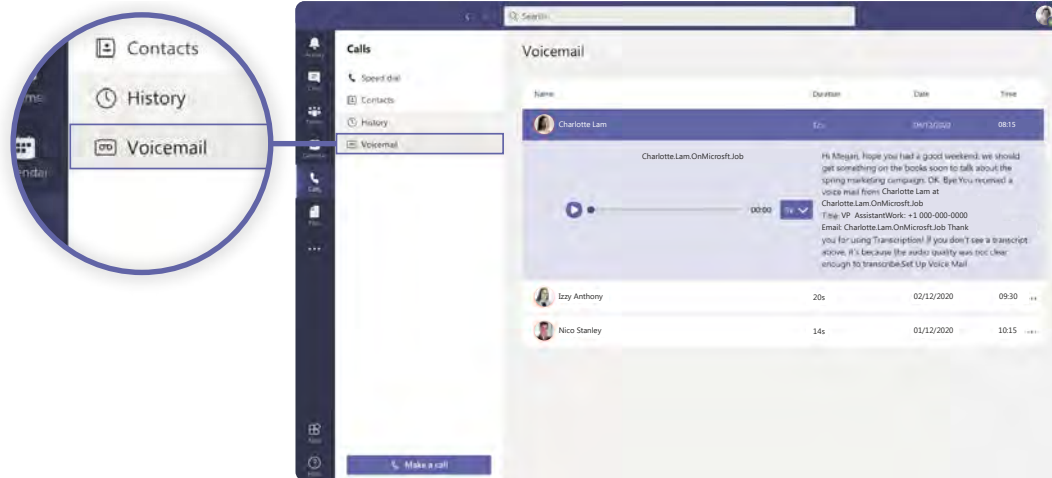 Contacts
History
Voicemail
Search
Calls
Speed dial
Contacts
History
Voicemail
Make a call
Voicemail
Name Duration Date Time
Charlotte Lam 08:15
Charlotte.Lam.OnMicrosft.Job
00:00 1x
Hi Megan, hope you had a good weekend, we should
get something on the books soon to talk about the
spring marketing campaign. OK. Bye You received a
voice mail from Charlotte Lam at
Charlotte.Lam.OnMicrosft.Job
Title: VP AssistantWork: +1 000-000-0000
Email: Charlotte.Lam.OnMicrosft.Job Thank
you for using Transcription! If you don't see a transcript
above, it's because the audio quality was not clear
enough to transcribe.Set Up Voice Mail
Izzy Anthony 20s 02/12/2020 09:30
Nico Stanley 14s 01/12/2020 10:15